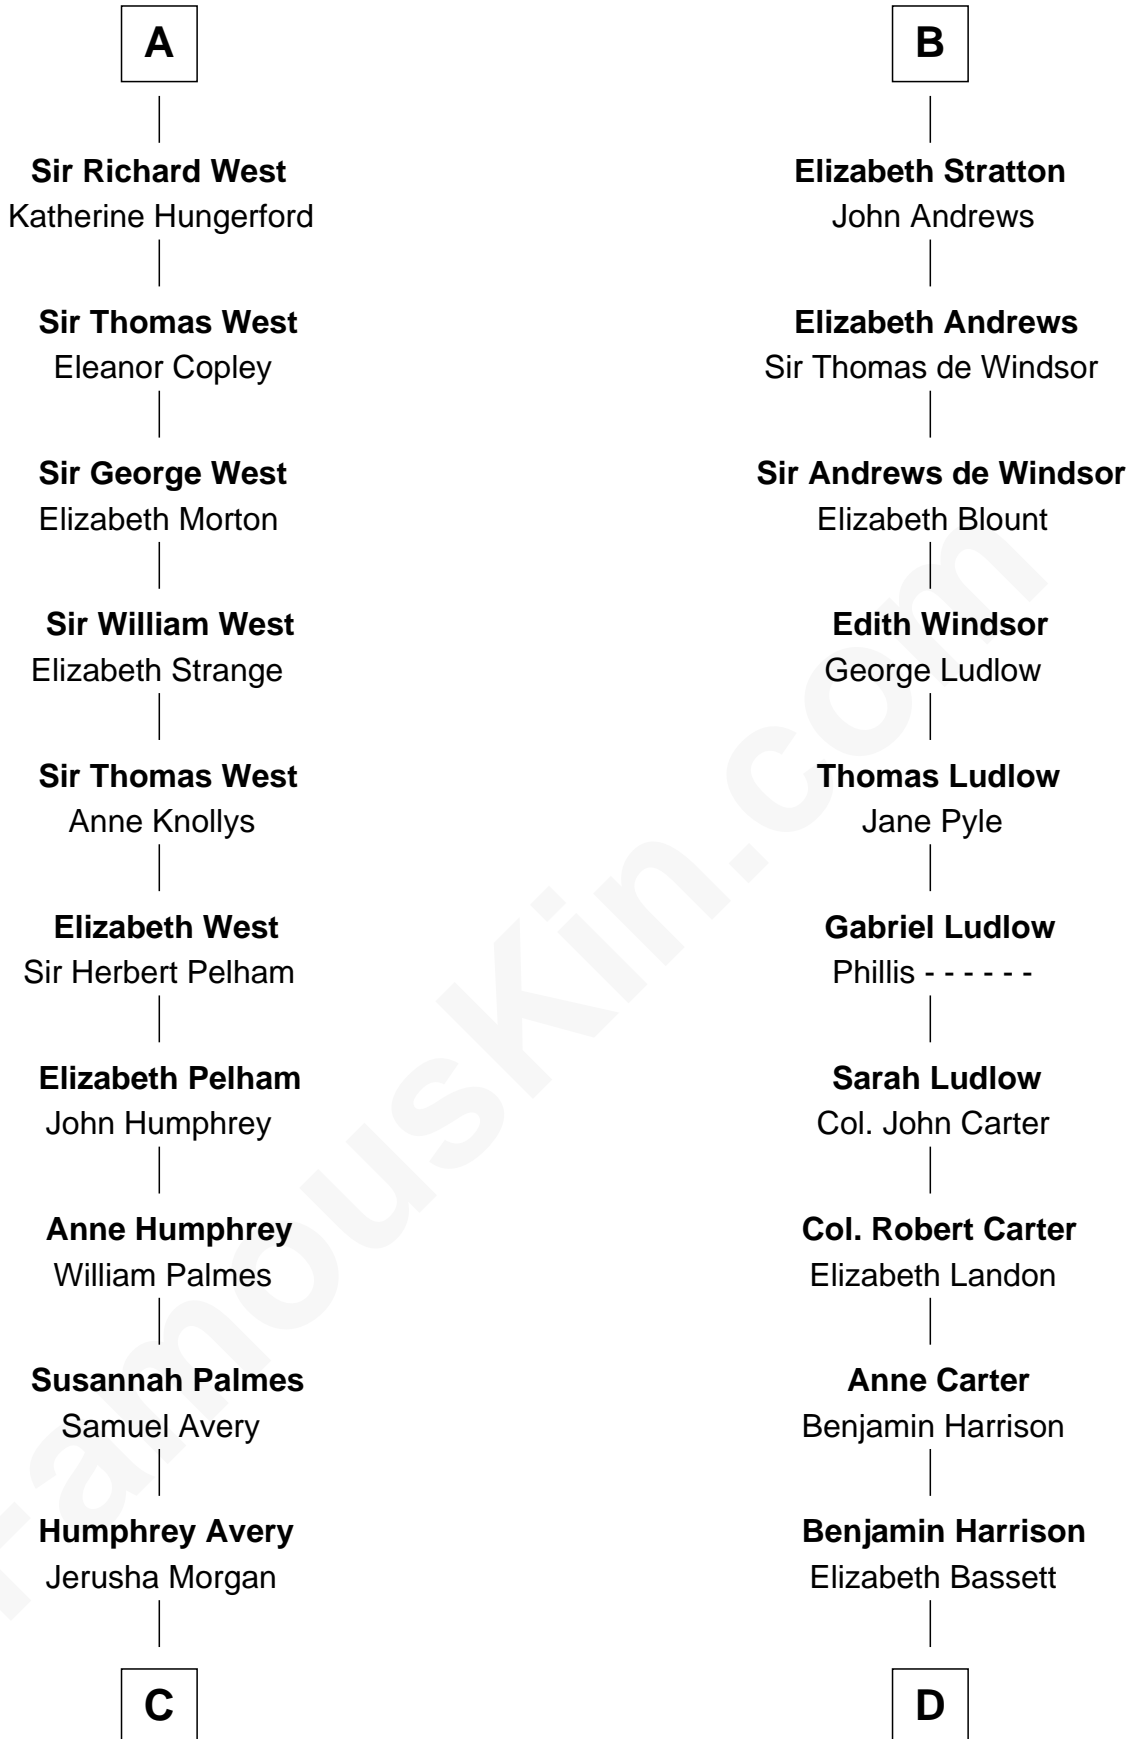 A
Sir Richard West
Katherine Hungerford
Sir Thomas West
Eleanor Copley
Sir George West
Elizabeth Morton
Sir William West
Elizabeth Strange
Sir Thomas West
Anne Knollys
Elizabeth West
Sir Herbert Pelham
Elizabeth Pelham
John Humphrey
Anne Humphrey
William Palmes
Susannah Palmes
Samuel Avery
Humphrey Avery
Jerusha Morgan
C
B
Elizabeth Stratton
John Andrews
Elizabeth Andrews
Sir Thomas de Windsor
Sir Andrews de Windsor
Elizabeth Blount
Edith Windsor
George Ludlow
Thomas Ludlow
Jane Pyle
Gabriel Ludlow
Phillis - - - - - -
Sarah Ludlow
Col. John Carter
Col. Robert Carter
Elizabeth Landon
Anne Carter
Benjamin Harrison
Benjamin Harrison
Elizabeth Bassett
D
FamousKin.com